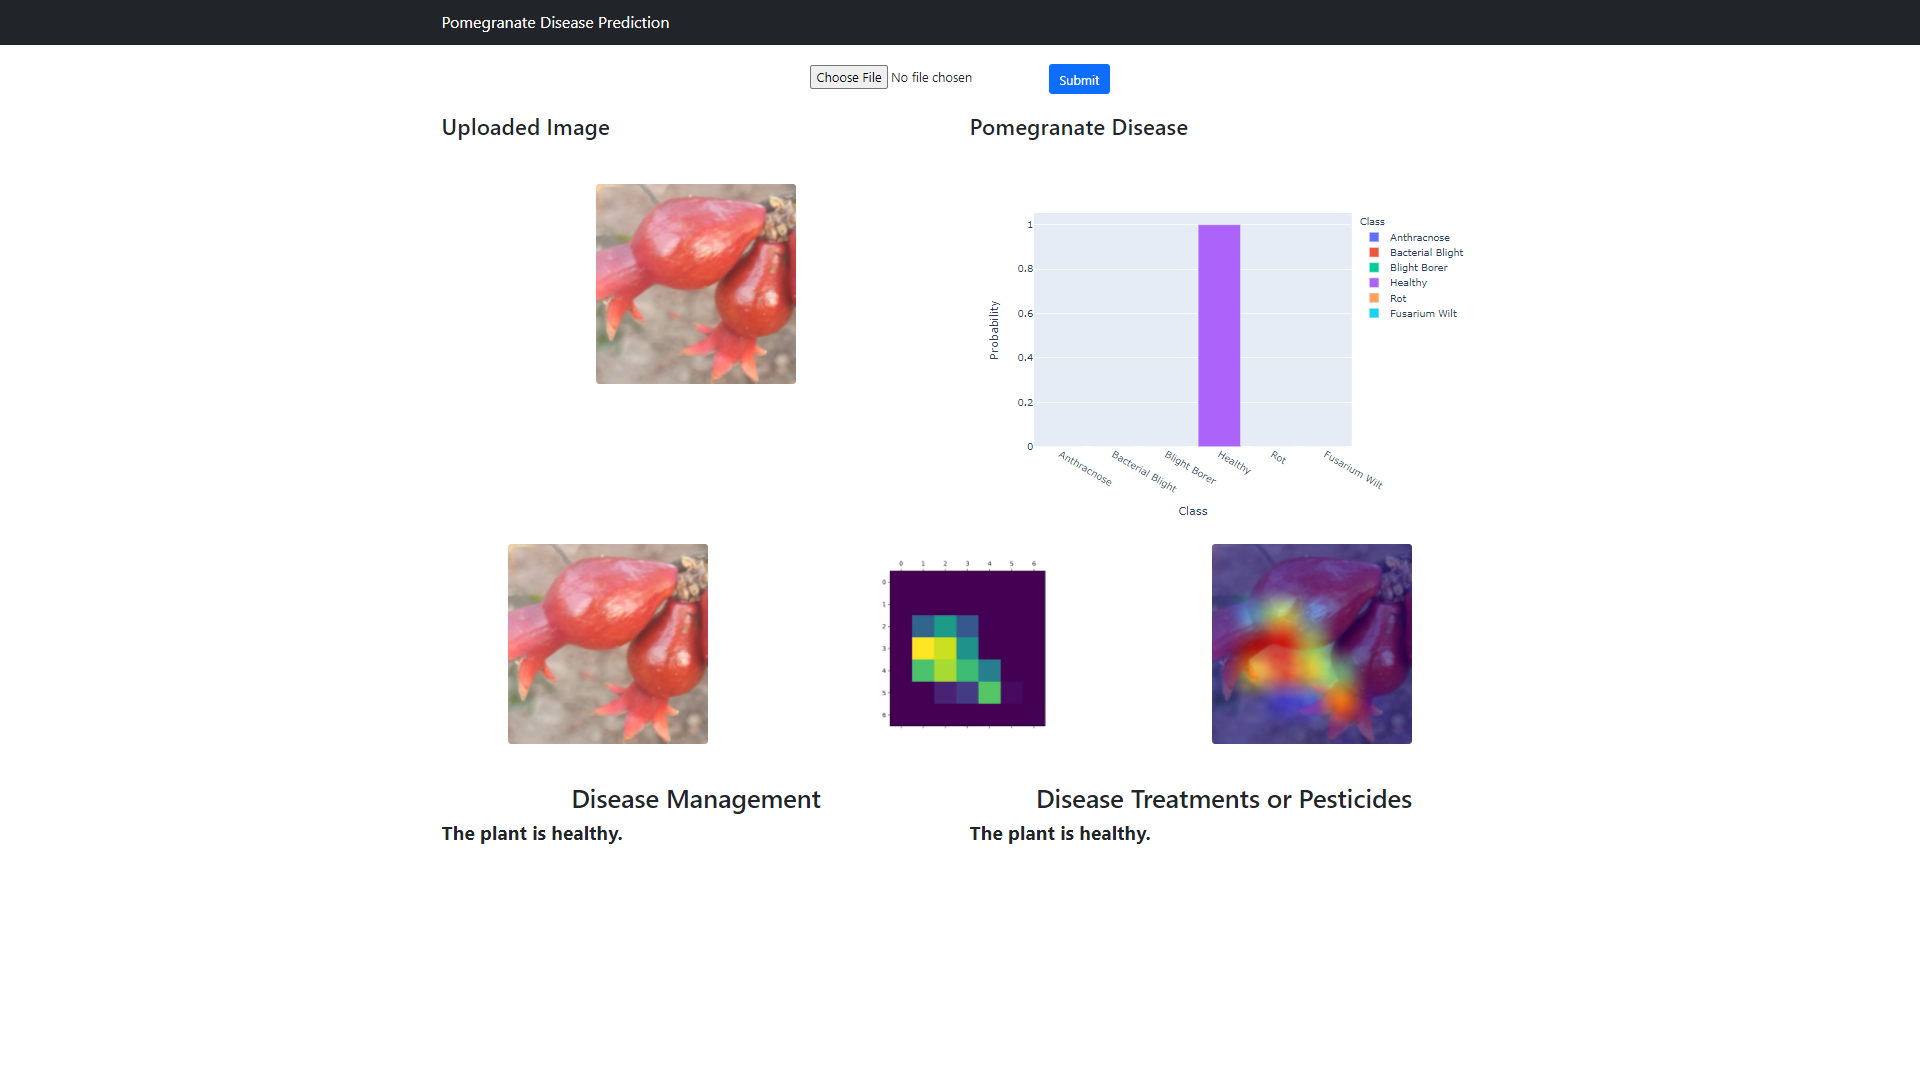 Pomegranate Disease Prediction
Choose File No file chosen Submit
Uploaded Image
Pomegranate Disease
1
0.8
0.6
0.4
0.2
0
Probability
Anthracnose
Bacterial Blight
Blight Borer
Healthy
Rot
Fusarium Wilt
Class
Class
Anthracnose
Bacterial Blight
Blight Borer
Healthy
Rot
Fusarium Wilt
0 1 2 3 4 5 6
0
1
2
3
4
5
6
Disease Management
The plant is healthy.
Disease Treatments or Pesticides
The plant is healthy.